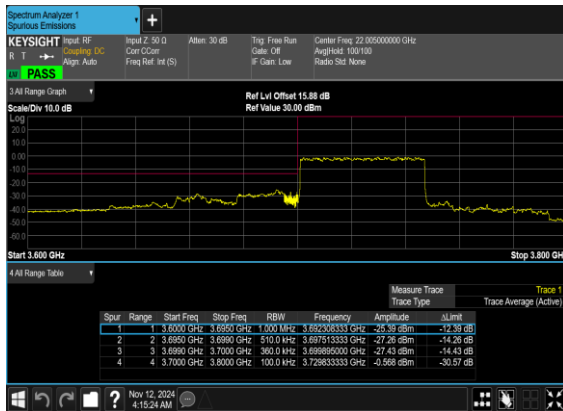 Spectrum Analyzer 1
Spurious Emissions
+
KEYSIGHT Input: RF Input Z: 50 Ω Atten: 30 dB Trig: Free Run Center Freq: 22.005000000 GHz
R T Coupling: DC Corr CCorr Gate: Off Avg|Hold: 100/100
Align: Auto Freq Ref: Int (S) IF Gain: Low Radio Std: None
PASS
3 All Range Graph
Ref Lvl Offset 15.88 dB
Scale/Div 10.0 dB Ref Value 30.00 dBm
Log
20.0
10.0
0.00
-10.0
-20.0
-30.0
-40.0
-50.0
-60.0
Start 3.600 GHz Stop 3.800 GHz
4 All Range Table
Measure Trace Trace 1
Trace Type Trace Average (Active)
Spur Range Start Freq Stop Freq RBW Frequency Amplitude ΔLimit
1 1 3.6000 GHz 3.6950 GHz 1.000 MHz 3.692308333 GHz -25.39 dBm -12.39 dB
2 2 3.6950 GHz 3.6990 GHz 510.0 kHz 3.697513333 GHz -27.26 dBm -14.26 dB
3 3 3.6990 GHz 3.7000 GHz 360.0 kHz 3.699895000 GHz -27.43 dBm -14.43 dB
4 4 3.7000 GHz 3.8000 GHz 100.0 kHz 3.729833333 GHz -0.568 dBm -30.57 dB
? Nov 12, 2024
4:15:24 AM